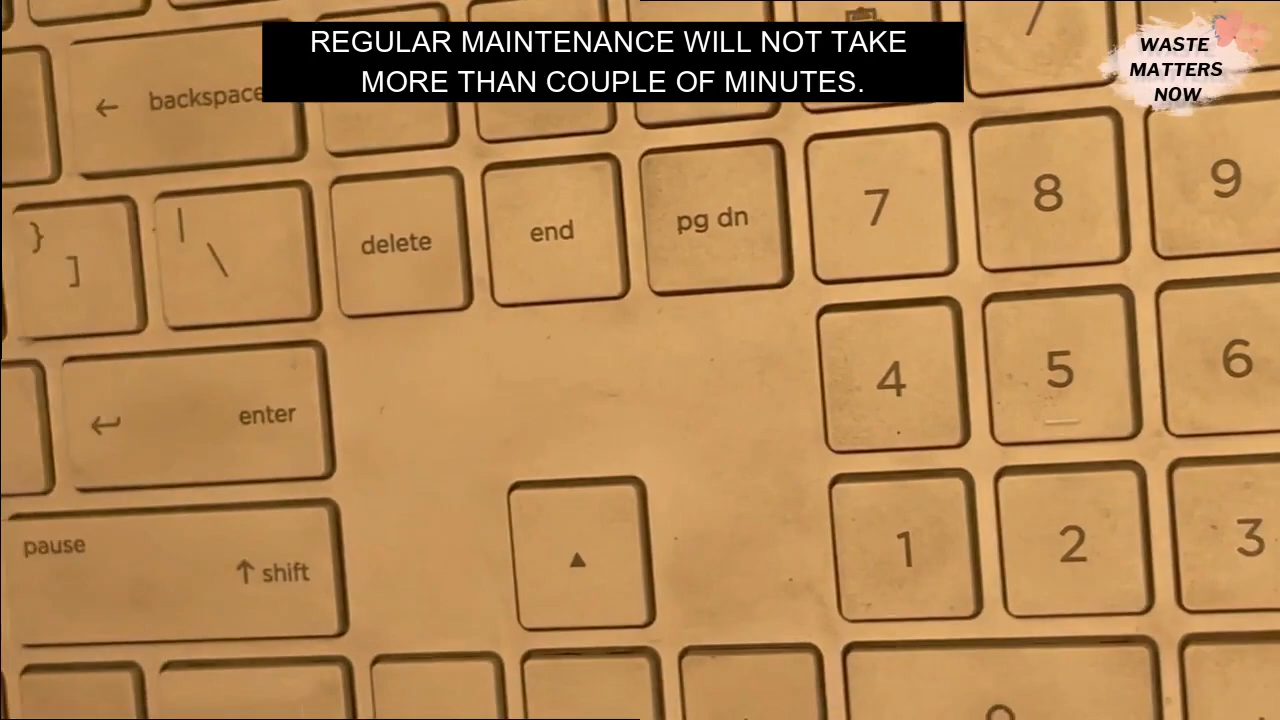 REGULAR MAINTENANCE WILL NOT TAKE
MORE THAN COUPLE OF MINUTES.
WASTE
MATTERS
NOW
/
← backspace
}
]
|
\
delete
end
pg dn
7
8
9
4
5
6
↵ enter
pause
↑ shift
▲
1
2
3